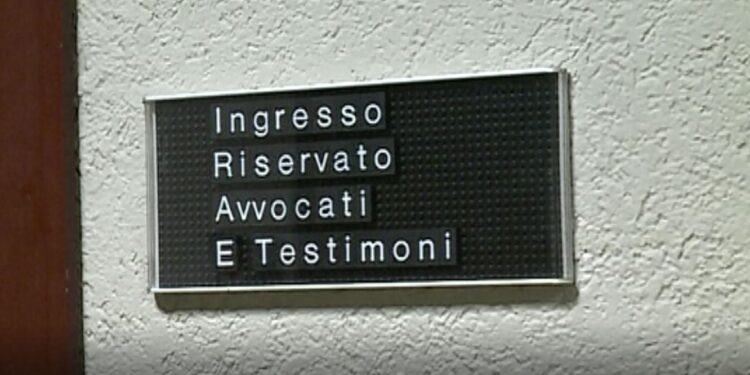 Ingresso
Riservato
Avvocati
E Testimoni